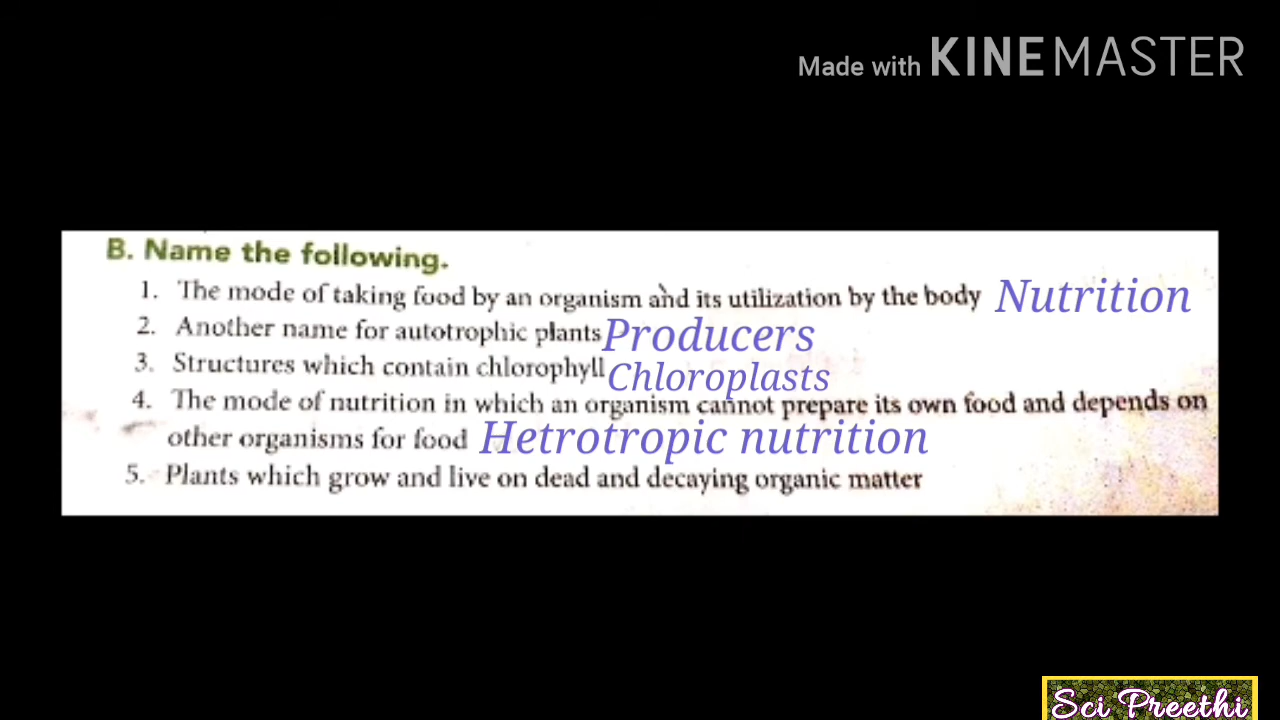 Made with KINEMASTER
B. Name the following.
1. The mode of taking food by an organism and its utilization by the body Nutrition
2. Another name for autotrophic plants Producers
3. Structures which contain chlorophyll Chloroplasts
4. The mode of nutrition in which an organism cannot prepare its own food and depends on
other organisms for food Hetrotropic nutrition
5. Plants which grow and live on dead and decaying organic matter
Sci Preethi